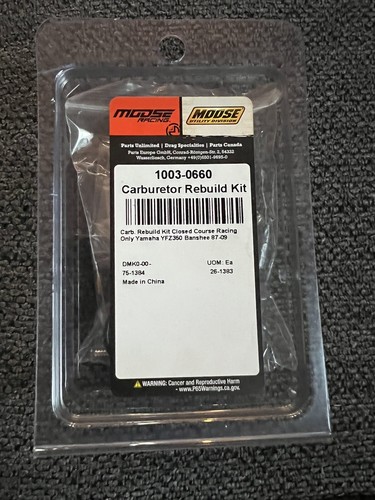 MOOSE
RACING
MOOSE
UTILITY DIVISION
Parts Unlimited | Drag Specialties | Parts Canada
Parts Europe GmbH, Conrad-Röntgen-Str. 2, 54332
Wasserliesch, Germany +49(0)6501-9695-0
1003-0660
Carburetor Rebuild Kit
Carb. Rebuild Kit Closed Course Racing
Only Yamaha YFZ350 Banshee 87-09
DMK0-00-
UOM: Ea
75-1384
26-1383
Made in China
WARNING: Cancer and Reproductive Harm
- www.P65Warnings.ca.gov.